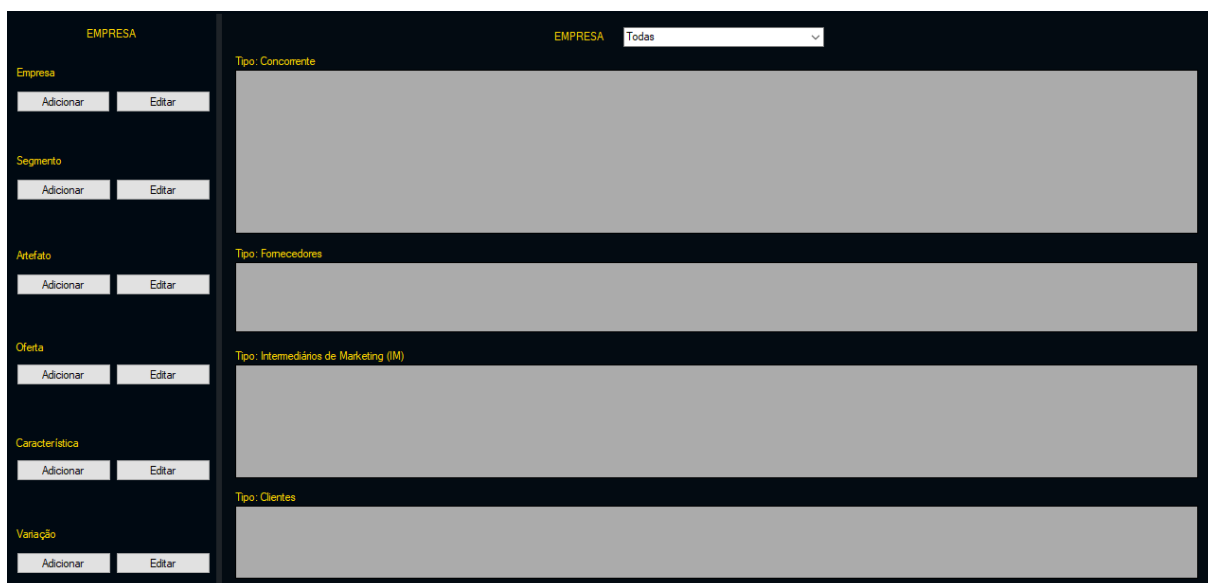 EMPRESA
Empresa
Adicionar Editar
Segmento
Adicionar Editar
Artefato
Adicionar Editar
Oferta
Adicionar Editar
Característica
Adicionar Editar
Variação
Adicionar Editar
EMPRESA Todas
Tipo: Concorrente
Tipo: Fornecedores
Tipo: Intermediários de Marketing (IM)
Tipo: Clientes